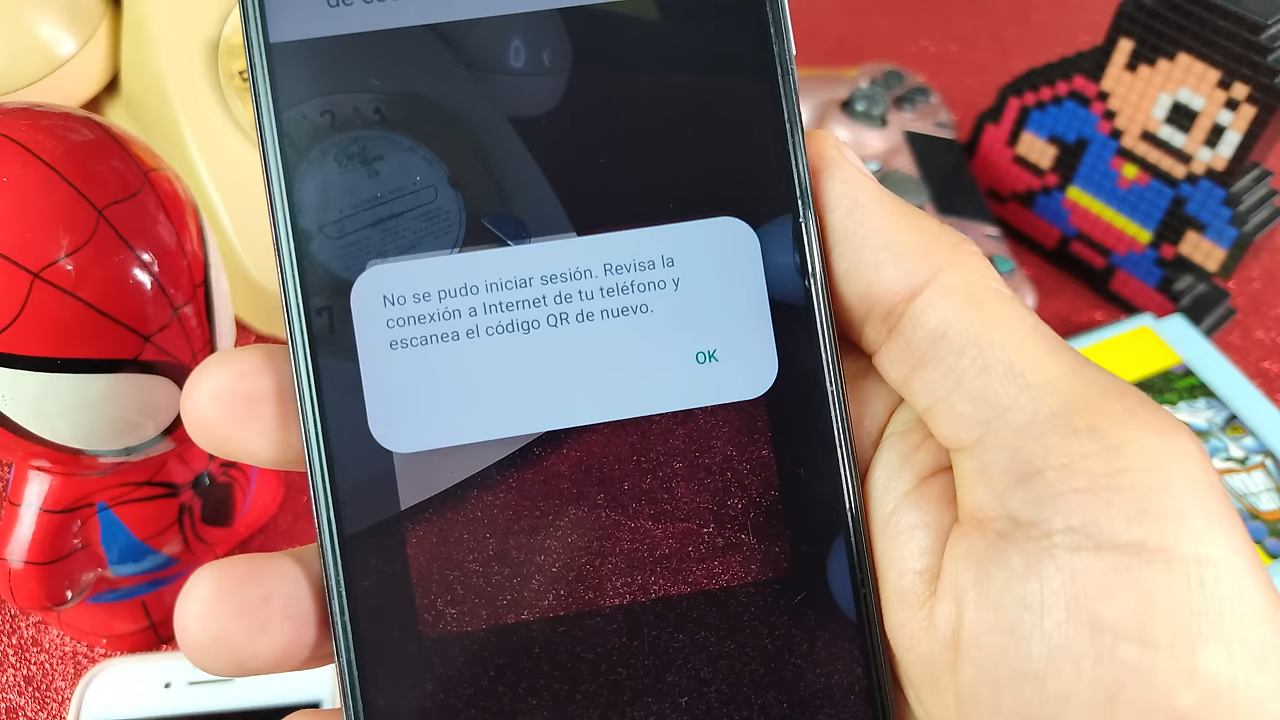 No se pudo iniciar sesión. Revisa la
conexión a Internet de tu teléfono y
escanea el código QR de nuevo.
OK